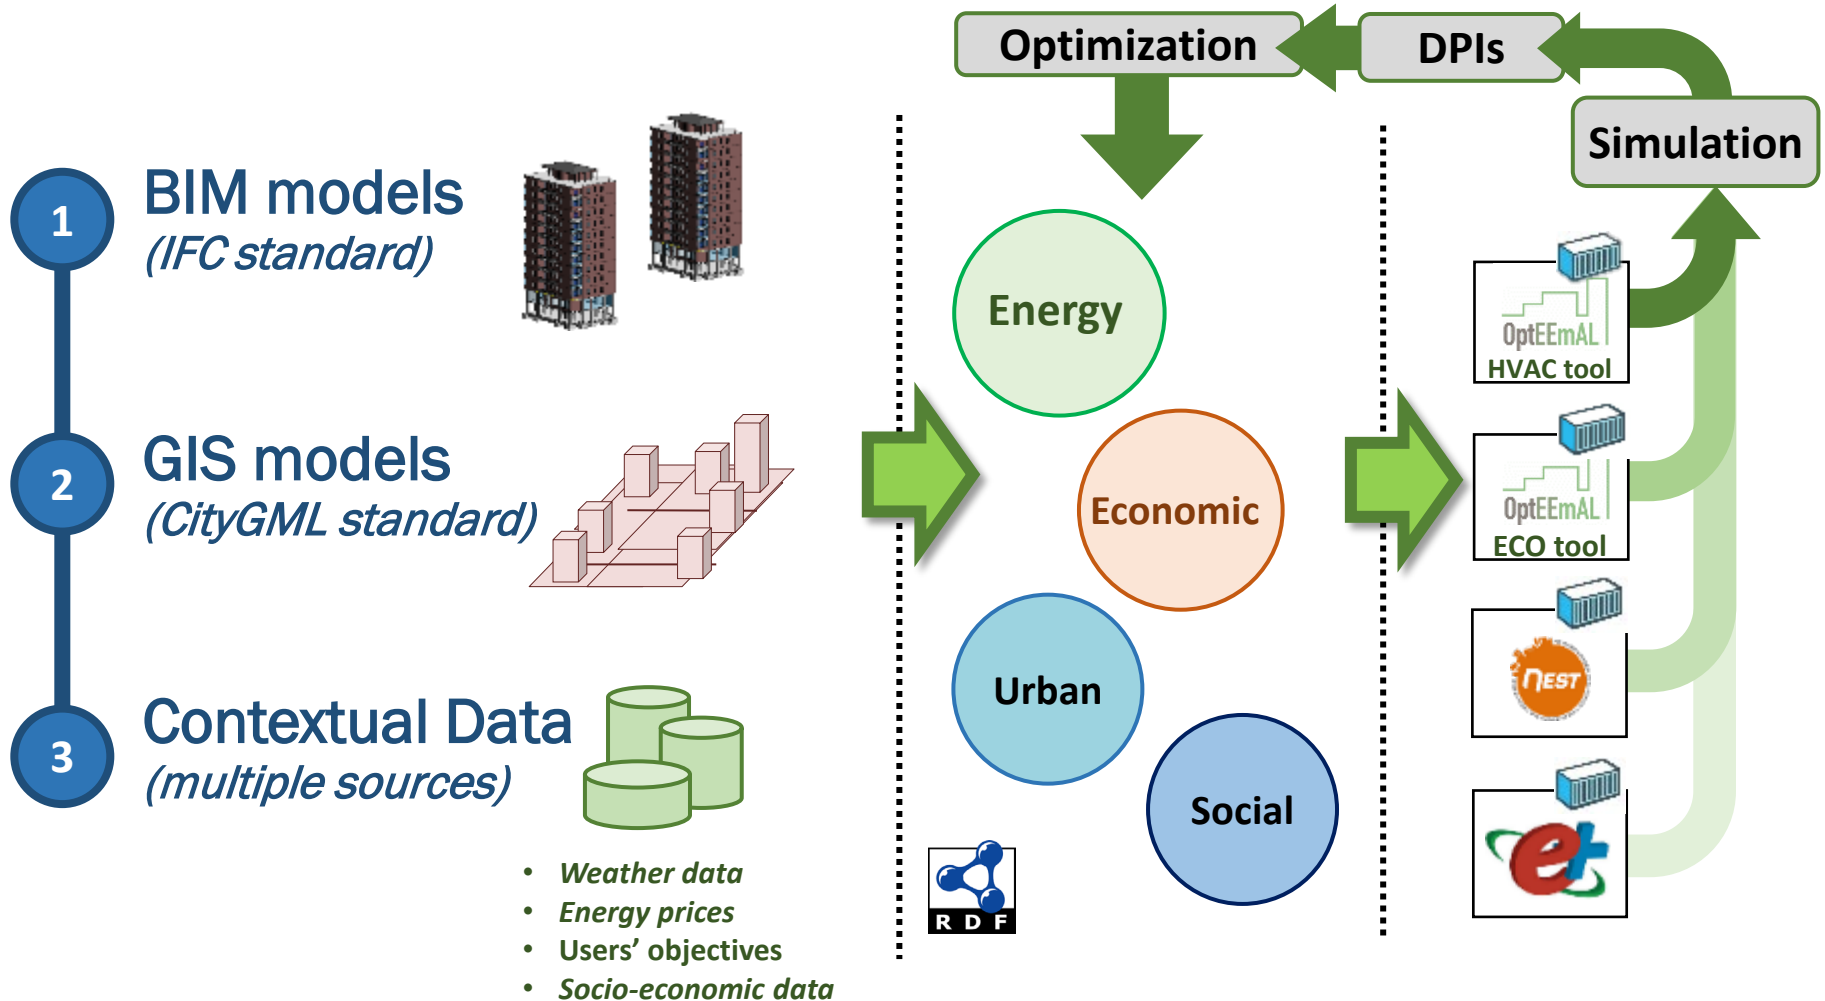 Optimization
DPIs
Simulation
1
BIM models
(IFC standard)
2
GIS models
(CityGML standard)
3
Contextual Data
(multiple sources)
• Weather data
• Energy prices
• Users’ objectives
• Socio-economic data
Energy
Economic
Urban
Social
RDF
OptEEmAL
HVAC tool
OptEEmAL
ECO tool
nEST
e+